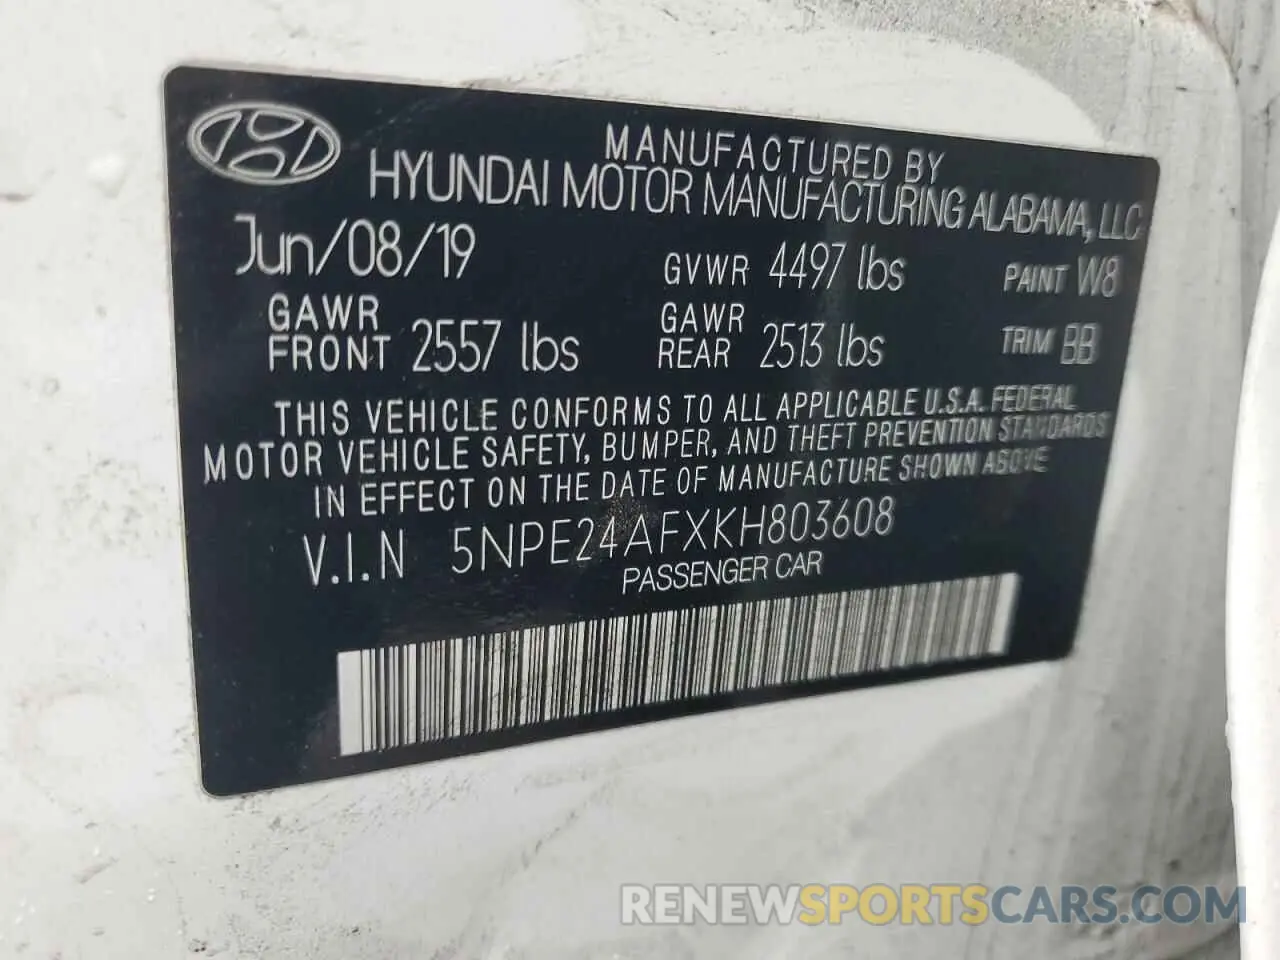 MANUFACTURED BY
HYUNDAI MOTOR MANUFACTURING ALABAMA, LLC
Jun/08/19 GVWR 4497 lbs PAINT W8
GAWR FRONT 2557 lbs GAWR REAR 2513 lbs TRIM BB
THIS VEHICLE CONFORMS TO ALL APPLICABLE U.S.A. FEDERAL
MOTOR VEHICLE SAFETY, BUMPER, AND THEFT PREVENTION STANDARDS
IN EFFECT ON THE DATE OF MANUFACTURE SHOWN ABOVE
V.I.N 5NPE24AFXKH803608
PASSENGER CAR
RENEWSPORTSCARS.COM